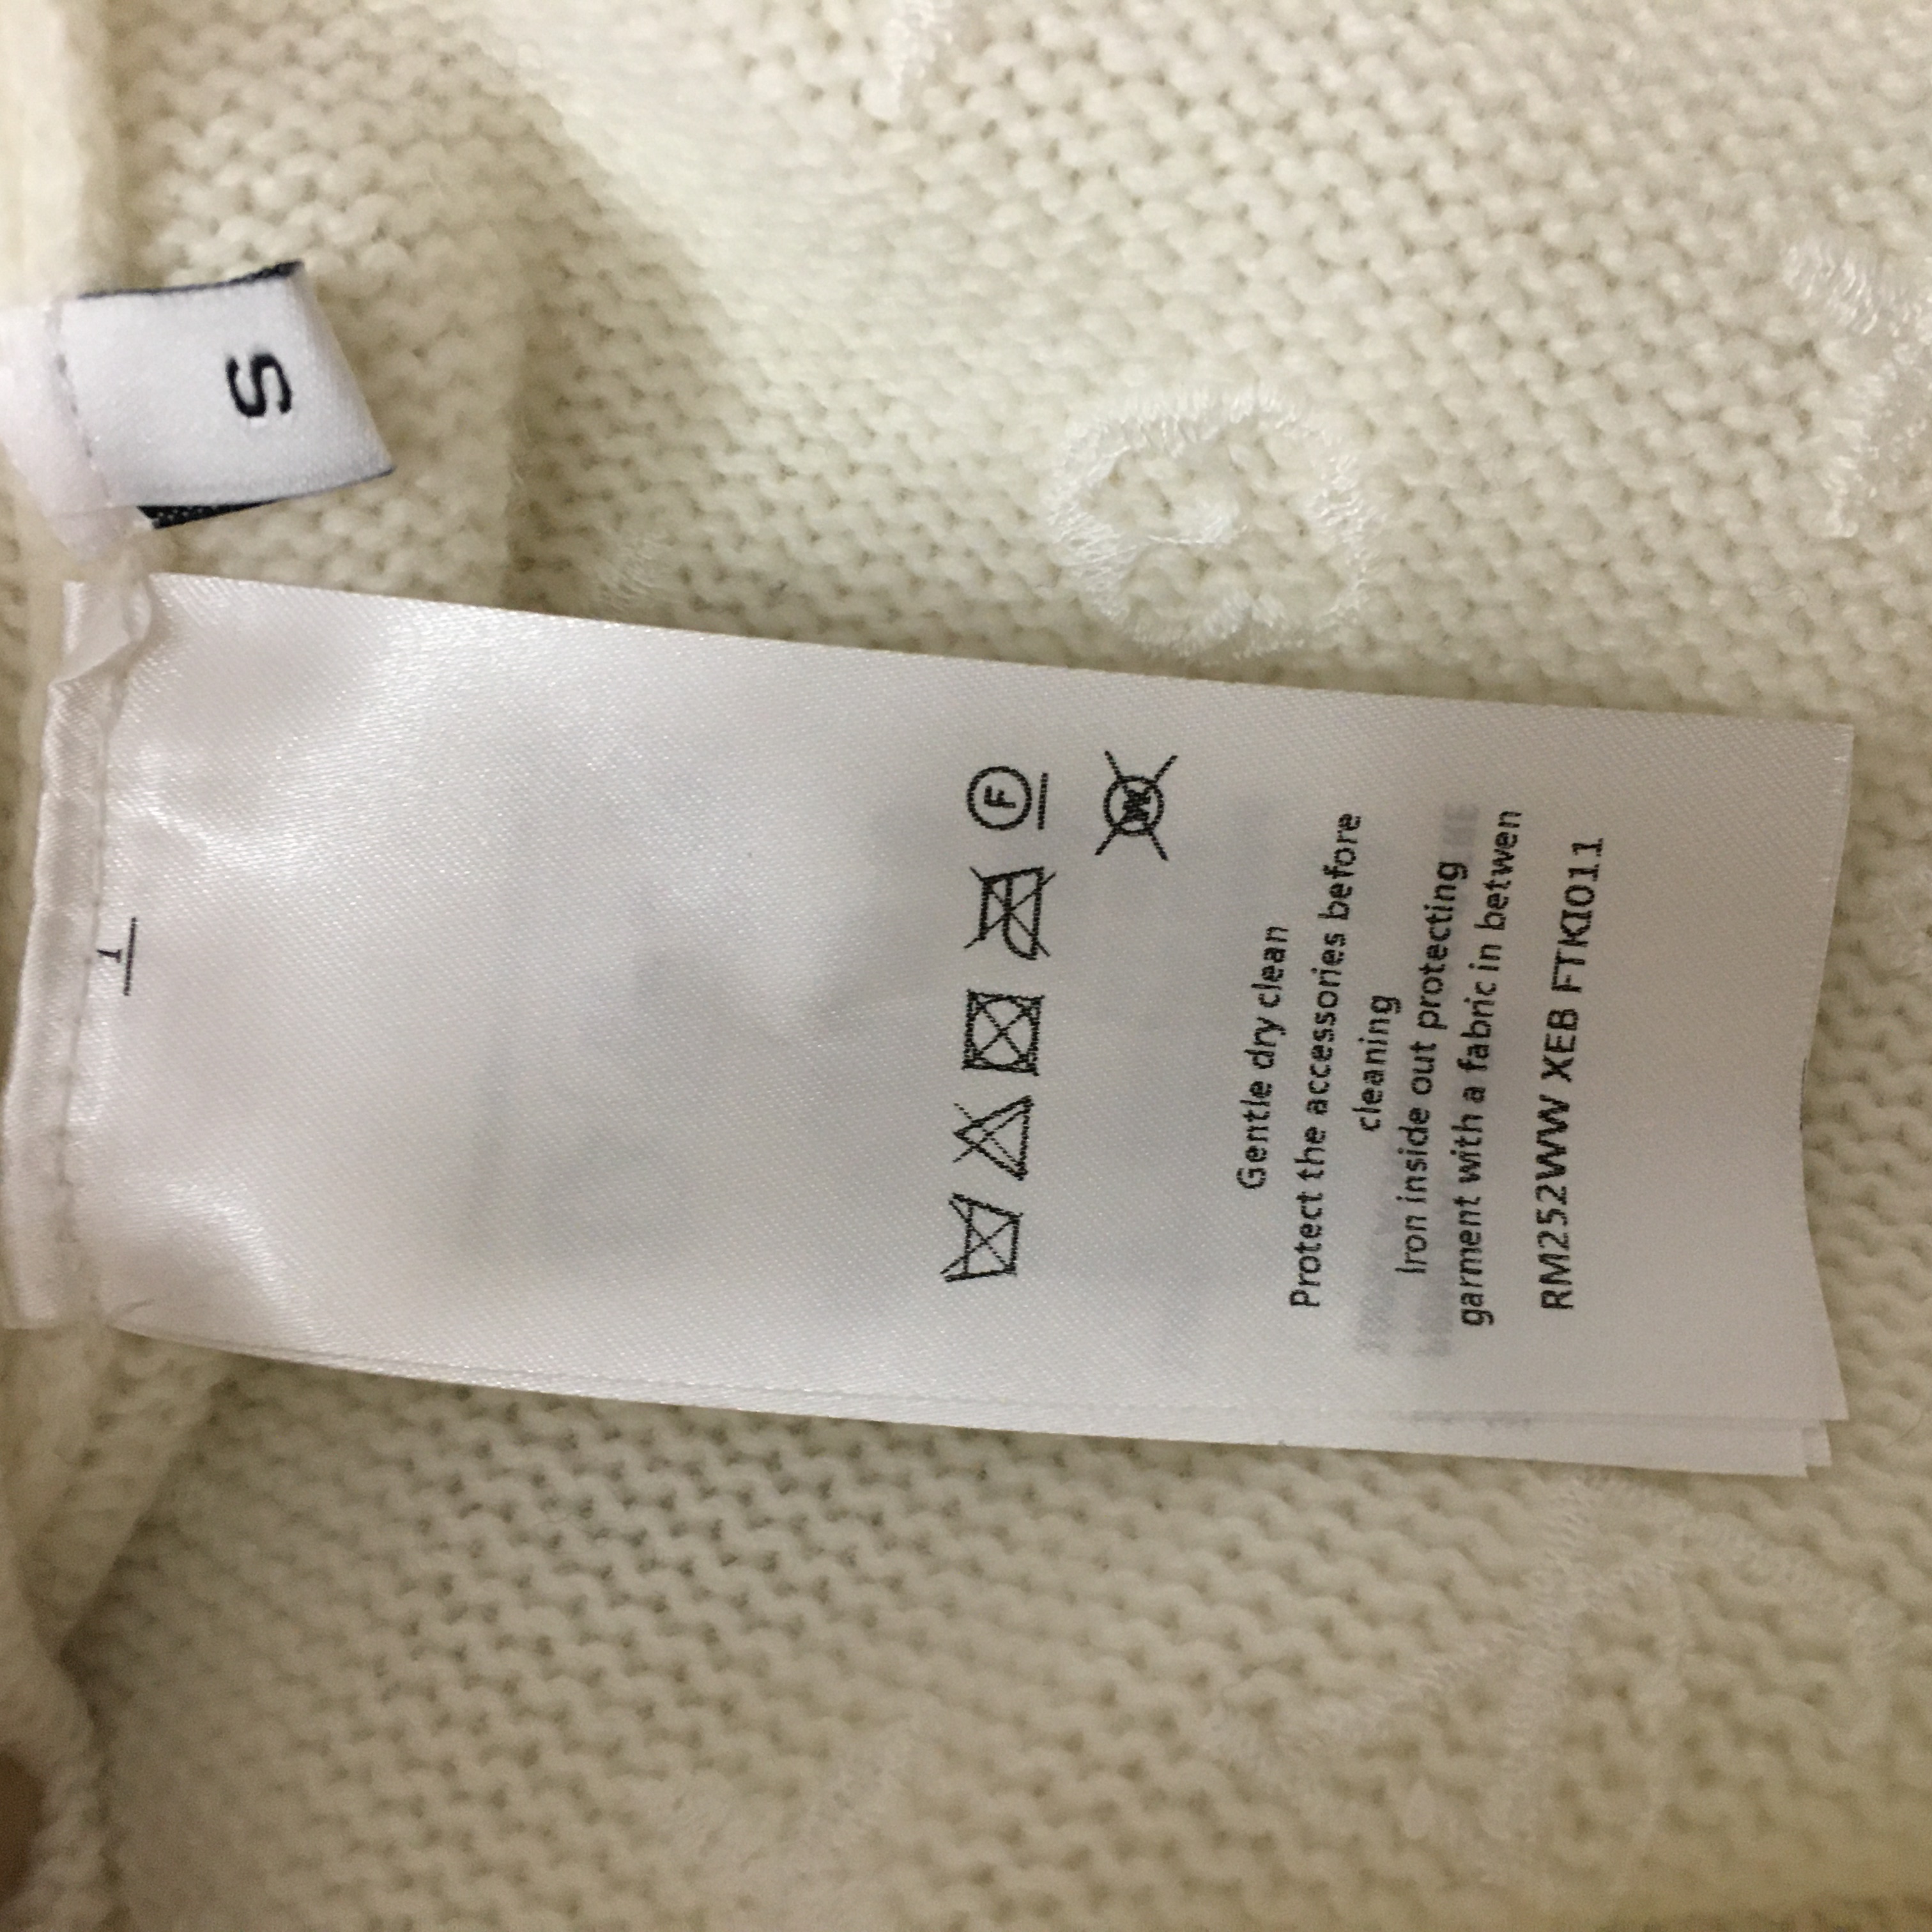 S
1
F
W
Gentle dry clean
Protect the accessories before
cleaning
Iron inside out protecting
garment with a fabric in betwen
RM252WW XEB FTKI011